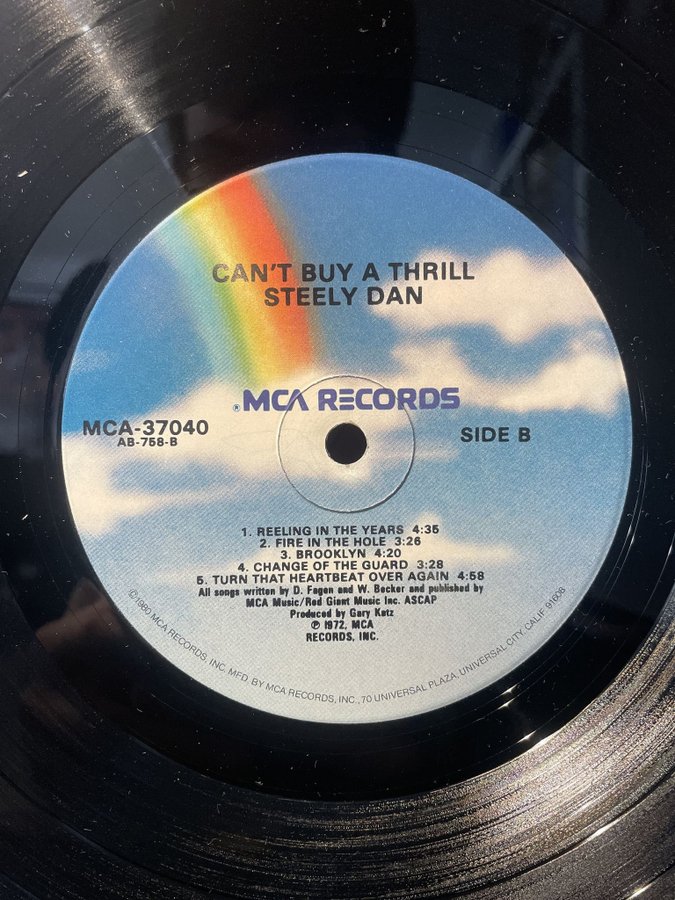 CAN'T BUY A THRILL
STEELY DAN
®MCA RECORDS
MCA-37040
AB-758-B
SIDE B
1. REELING IN THE YEARS 4:35
2. FIRE IN THE HOLE 3:26
3. BROOKLYN 4:20
4. CHANGE OF THE GUARD 3:28
5. TURN THAT HEARTBEAT OVER AGAIN 4:58
All songs written by D. Fagen and W. Becker and published by
MCA Music/Red Giant Music Inc. ASCAP
Produced by Gary Katz
℗ 1972, MCA
RECORDS, INC.
©1980 MCA RECORDS, INC. MFD. BY MCA RECORDS, INC., 70 UNIVERSAL PLAZA, UNIVERSAL CITY, CALIF. 91608